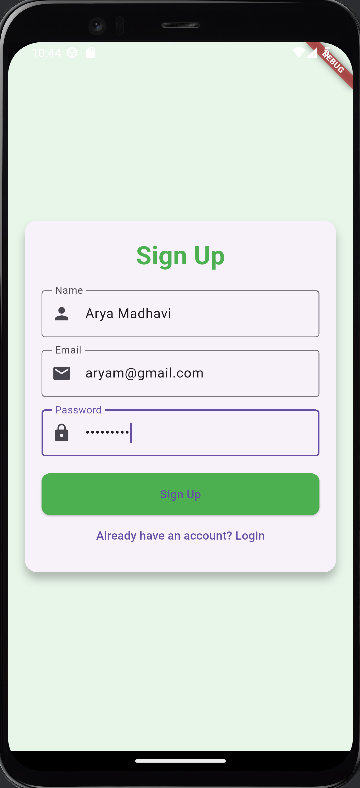 10:44
DEBUG
Sign Up
Name
Arya Madhavi
Email
aryam@gmail.com
Password
•••••••••
Sign Up
Already have an account? Login